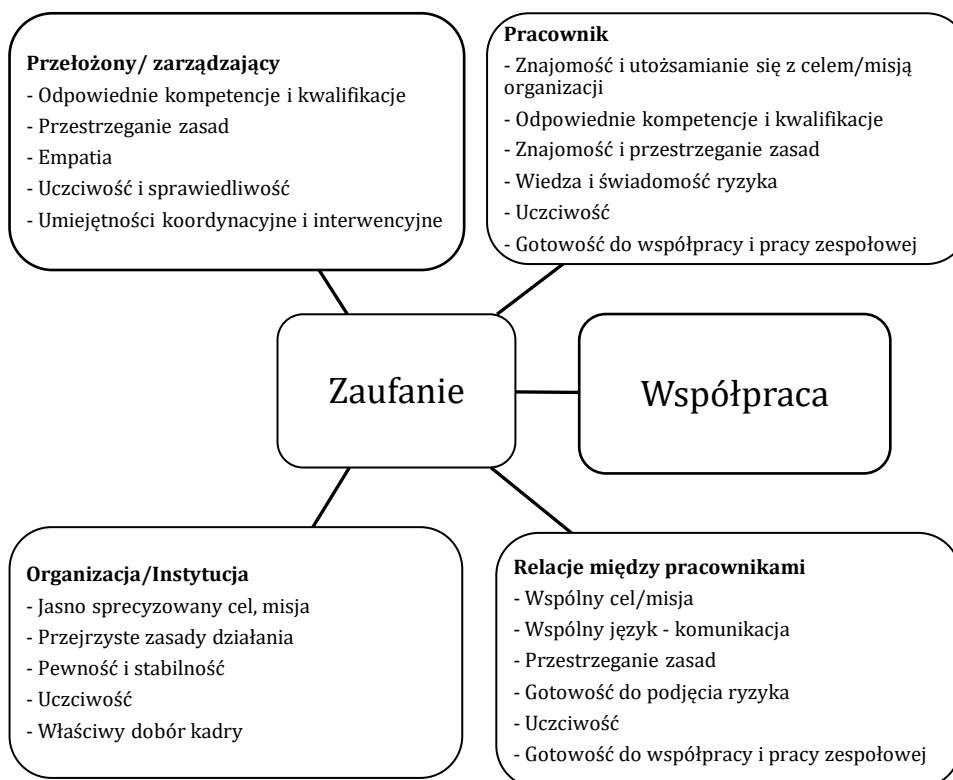 Przełożony/ zarządzający
- Odpowiednie kompetencje i kwalifikacje
- Przestrzeganie zasad
- Empatia
- Uczciwość i sprawiedliwość
- Umiejętności koordynacyjne i interwencyjne
Pracownik
- Znajomość i utożsamianie się z celem/misją
organizacji
- Odpowiednie kompetencje i kwalifikacje
- Znajomość i przestrzeganie zasad
- Wiedza i świadomość ryzyka
- Uczciwość
- Gotowość do współpracy i pracy zespołowej
Zaufanie
Współpraca
Organizacja/Instytucja
- Jasno sprecyzowany cel, misja
- Przejrzyste zasady działania
- Pewność i stabilność
- Uczciwość
- Właściwy dobór kadry
Relacje między pracownikami
- Wspólny cel/misja
- Wspólny język - komunikacja
- Przestrzeganie zasad
- Gotowość do podjęcia ryzyka
- Uczciwość
- Gotowość do współpracy i pracy zespołowej